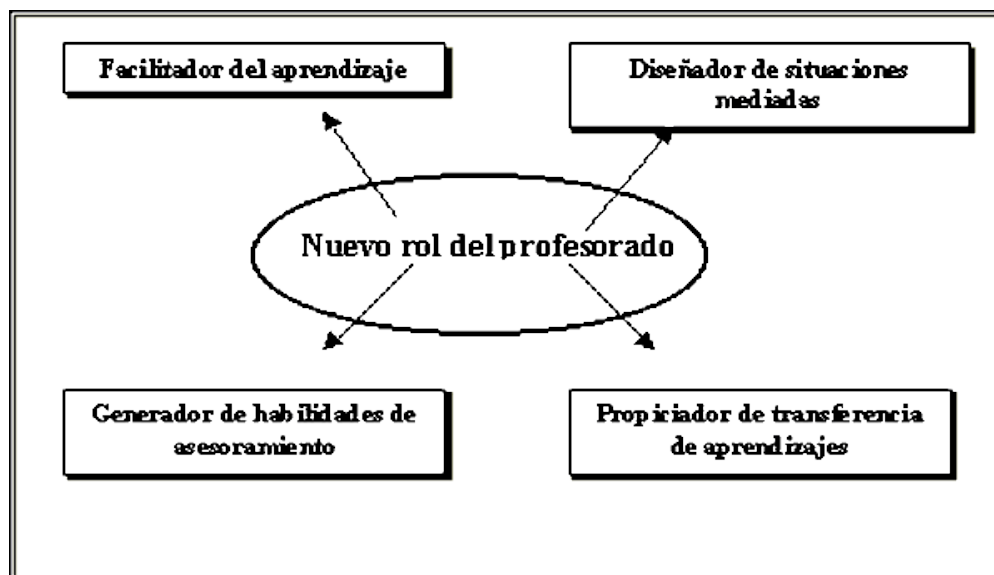 Facilitador del aprendizaje
Diseñador de situaciones
mediadas
Nuevo rol del profesorado
Generador de habilidades de
asesoramiento
Propiciador de transferencia
de aprendizajes